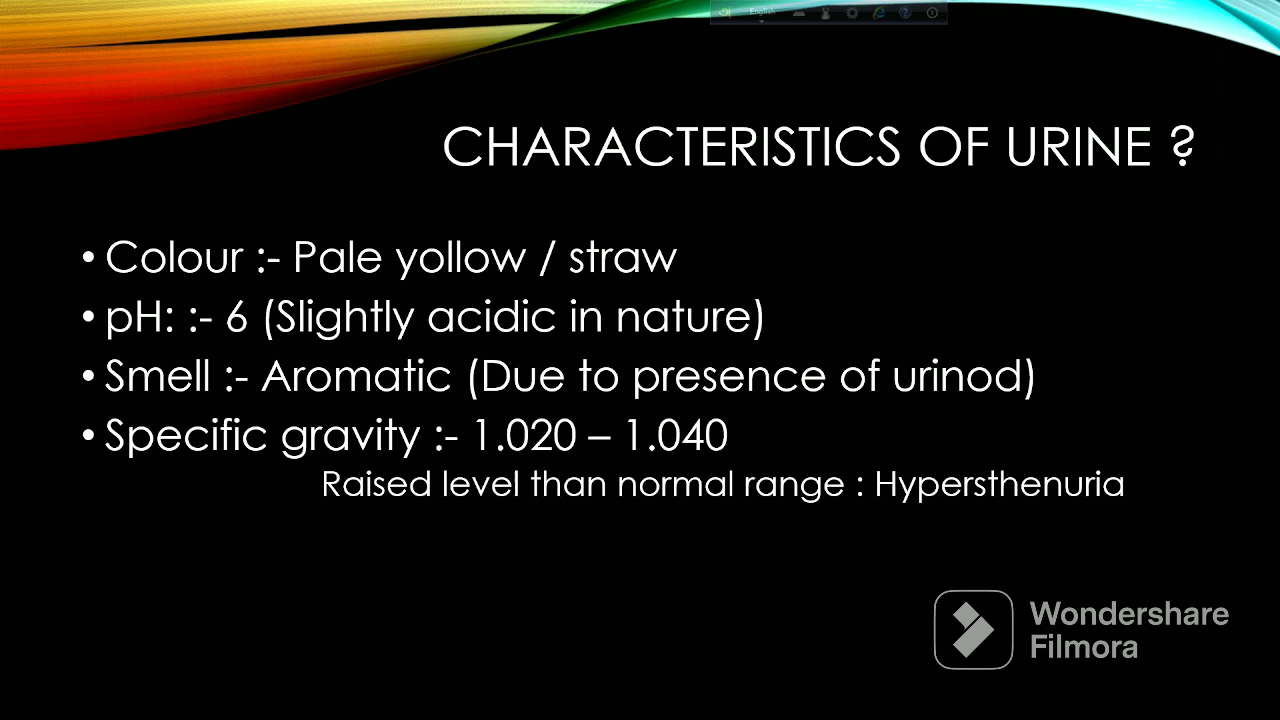 English
CHARACTERISTICS OF URINE ?
• Colour :- Pale yollow / straw
• pH: :- 6 (Slightly acidic in nature)
• Smell :- Aromatic (Due to presence of urinod)
• Specific gravity :- 1.020 – 1.040
Raised level than normal range : Hypersthenuria
Wondershare
Filmora